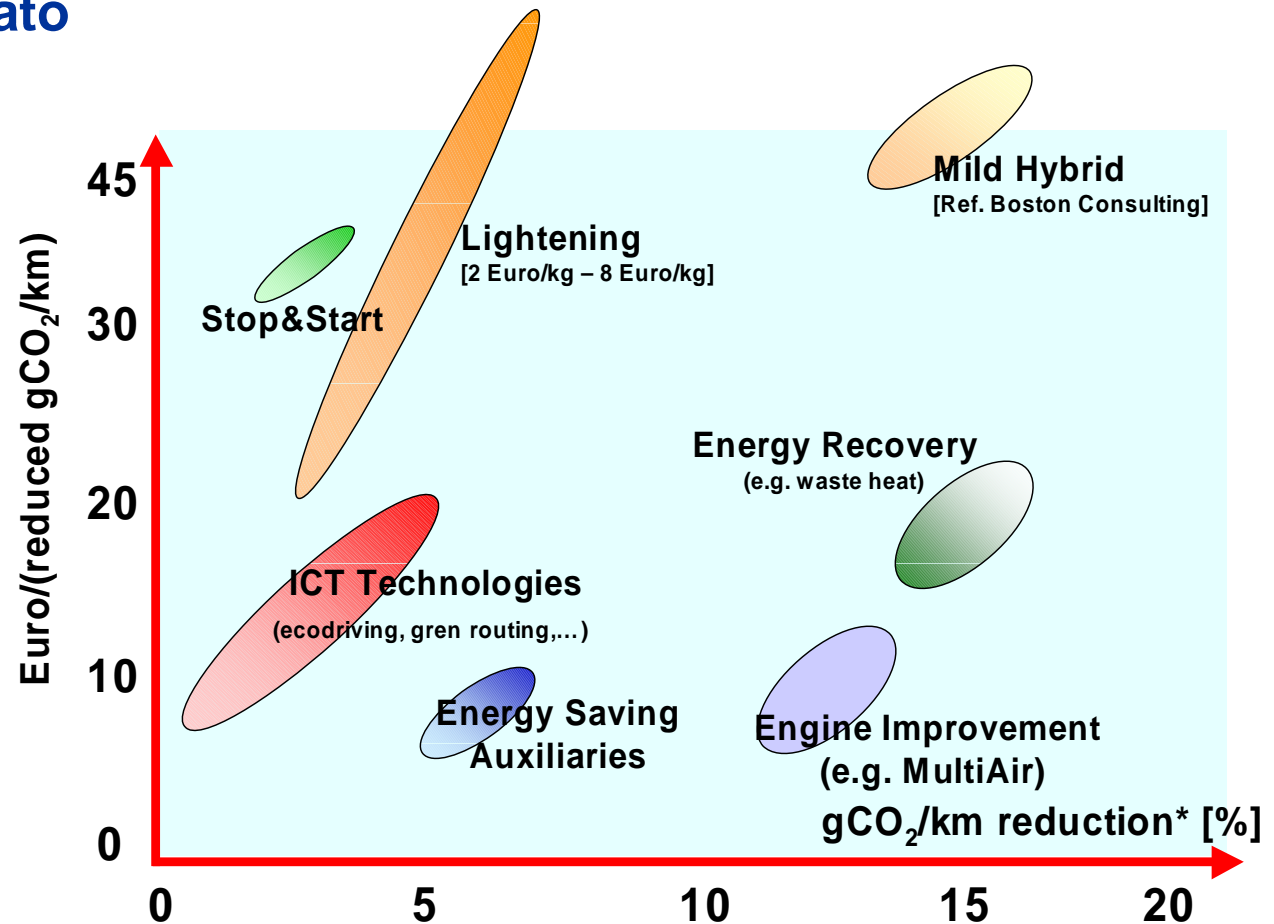 ato
45
30
20
10
0
Euro/(reduced gCO₂/km)
Mild Hybrid
[Ref. Boston Consulting]
Lightening
[2 Euro/kg – 8 Euro/kg]
Stop&Start
Energy Recovery
(e.g. waste heat)
ICT Technologies
(ecodriving, gren routing,...)
Energy Saving
Auxiliaries
Engine Improvement
(e.g. MultiAir)
gCO₂/km reduction* [%]
0 5 10 15 20